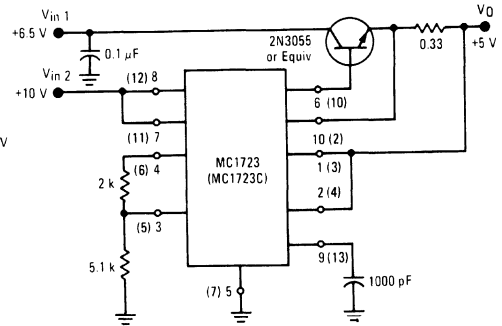 Vin 1
+6.5 V
0.1 μF
Vin 2
+10 V
2N3055
or Equiv
VO
+5 V
0.33
(12) 8
6 (10)
(11) 7
V
10 (2)
(6) 4
1 (3)
MC1723
(MC1723C)
2 k
2 (4)
(5) 3
9 (13)
5.1 k
1000 pF
(7) 5